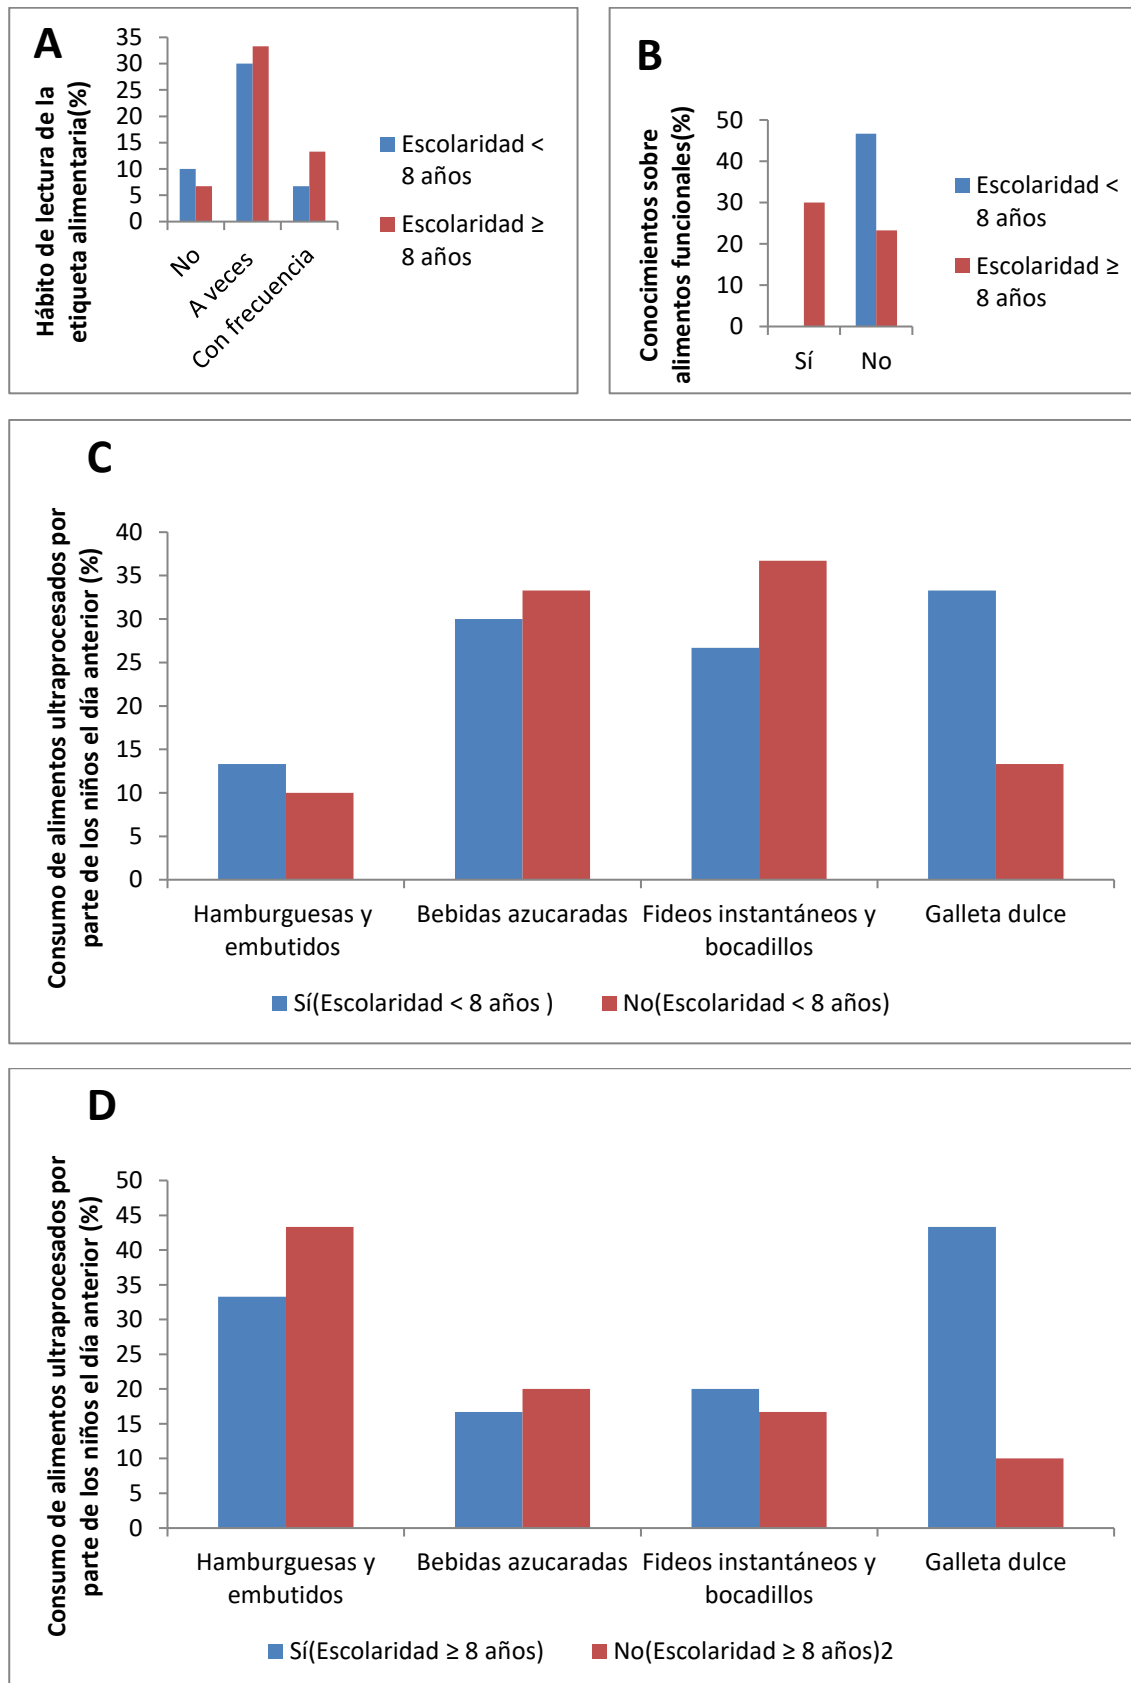 A
Hábito de lectura de la
etiqueta alimentaria(%)
35
30
25
20
15
10
5
0
No
A veces
Con frecuencia
Escolaridad <
8 años
Escolaridad ≥
8 años
B
Conocimientos sobre
alimentos funcionales(%)
50
40
30
20
10
0
Sí
No
Escolaridad <
8 años
Escolaridad ≥
8 años
C
Consumo de alimentos ultraprocesados por
parte de los niños el día anterior (%)
40
35
30
25
20
15
10
5
0
Hamburguesas y
embutidos
Bebidas azucaradas
Fideos instantáneos y
bocadillos
Galleta dulce
Sí(Escolaridad < 8 años )
No(Escolaridad < 8 años)
D
Consumo de alimentos ultraprocesados por
parte de los niños el día anterior (%)
50
45
40
35
30
25
20
15
10
5
0
Hamburguesas y
embutidos
Bebidas azucaradas
Fideos instantáneos y
bocadillos
Galleta dulce
Sí(Escolaridad ≥ 8 años)
No(Escolaridad ≥ 8 años)2